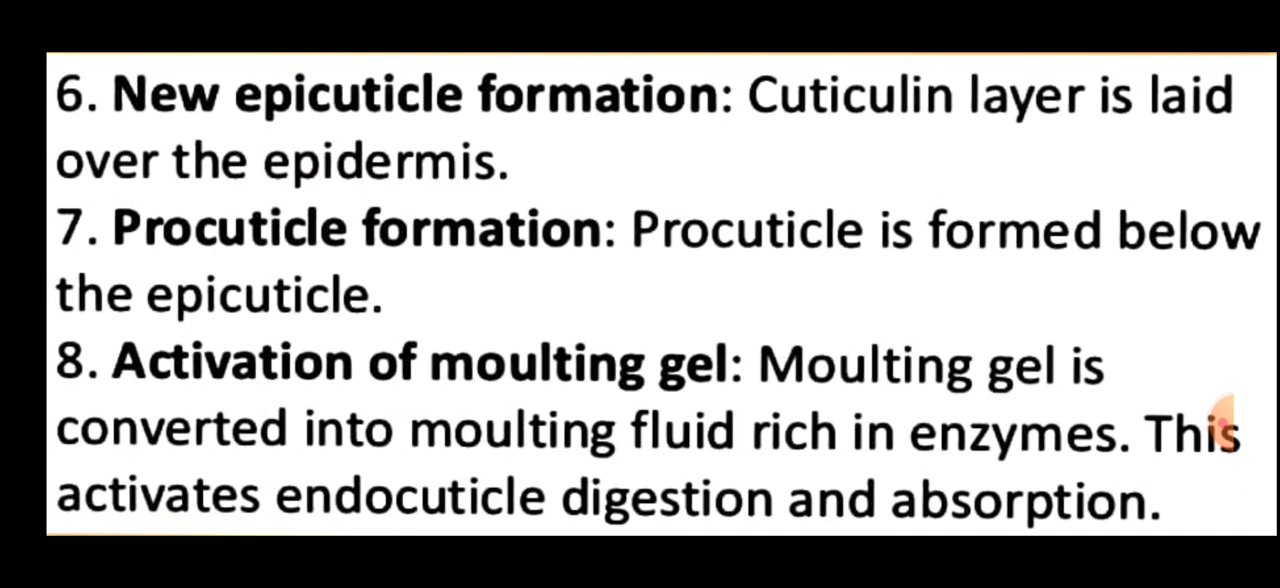 6. New epicuticle formation: Cuticulin layer is laid
over the epidermis.
7. Procuticle formation: Procuticle is formed below
the epicuticle.
8. Activation of moulting gel: Moulting gel is
converted into moulting fluid rich in enzymes. This
activates endocuticle digestion and absorption.